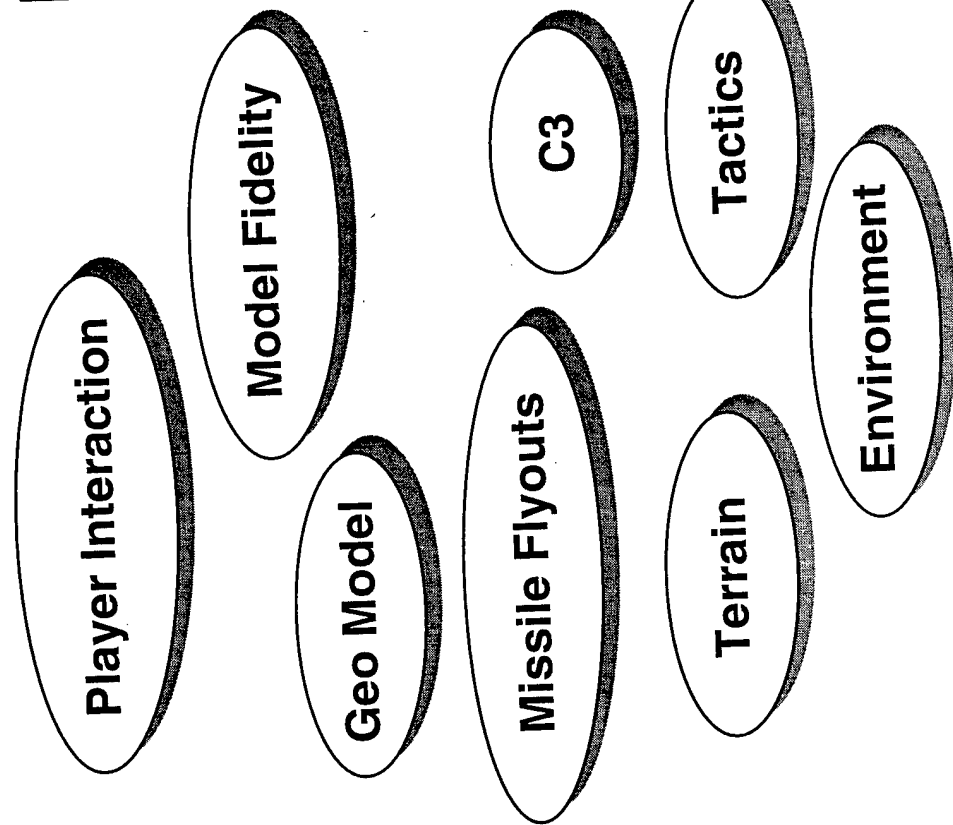 Player Interaction
Model Fidelity
Geo Model
Missile Flyouts
C3
Terrain
Tactics
Environment